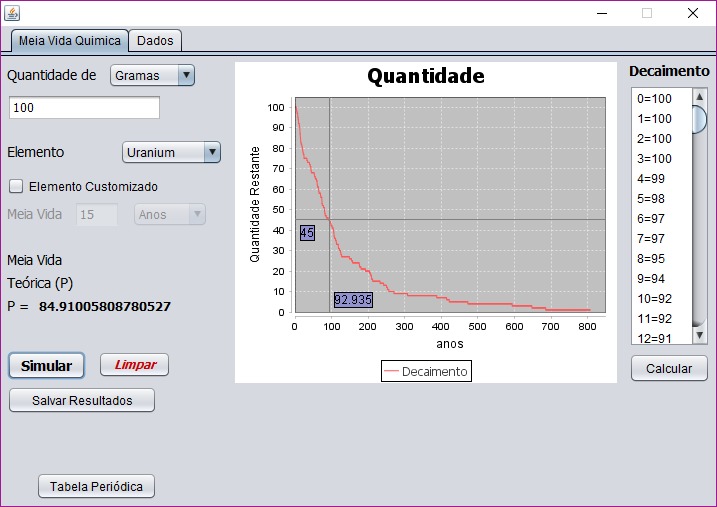 Meia Vida Quimica
Dados
Quantidade de
Gramas
100
Elemento
Uranium
Elemento Customizado
Meia Vida
15
Anos
Meia Vida
Teórica (P)
P = 84.91005808780527
Simular
Limpar
Salvar Resultados
Tabela Periódica
Quantidade
Quantidade Restante
100
90
80
70
60
50
40
30
20
10
0
45
92.935
0 100 200 300 400 500 600 700 800
anos
Decaimento
Decaimento
0=100
1=100
2=100
3=100
4=99
5=98
6=97
7=97
8=95
9=94
10=92
11=92
12=91
Calcular